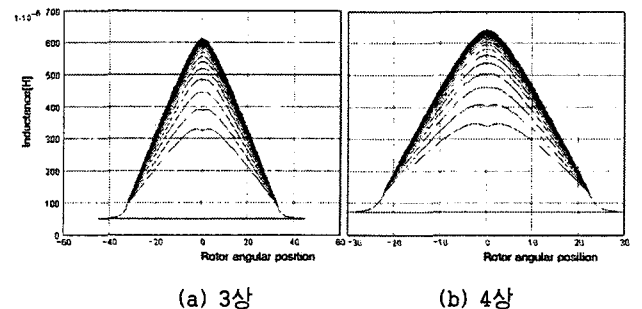 1·10⁻⁶
700
600
500
400
300
200
100
0
Inductance[H]
-60 -40 -20 0 20 40 60
Rotor angular position
-30 -20 -10 0 10 20 30
Rotor angular position
(a) 3상 (b) 4상